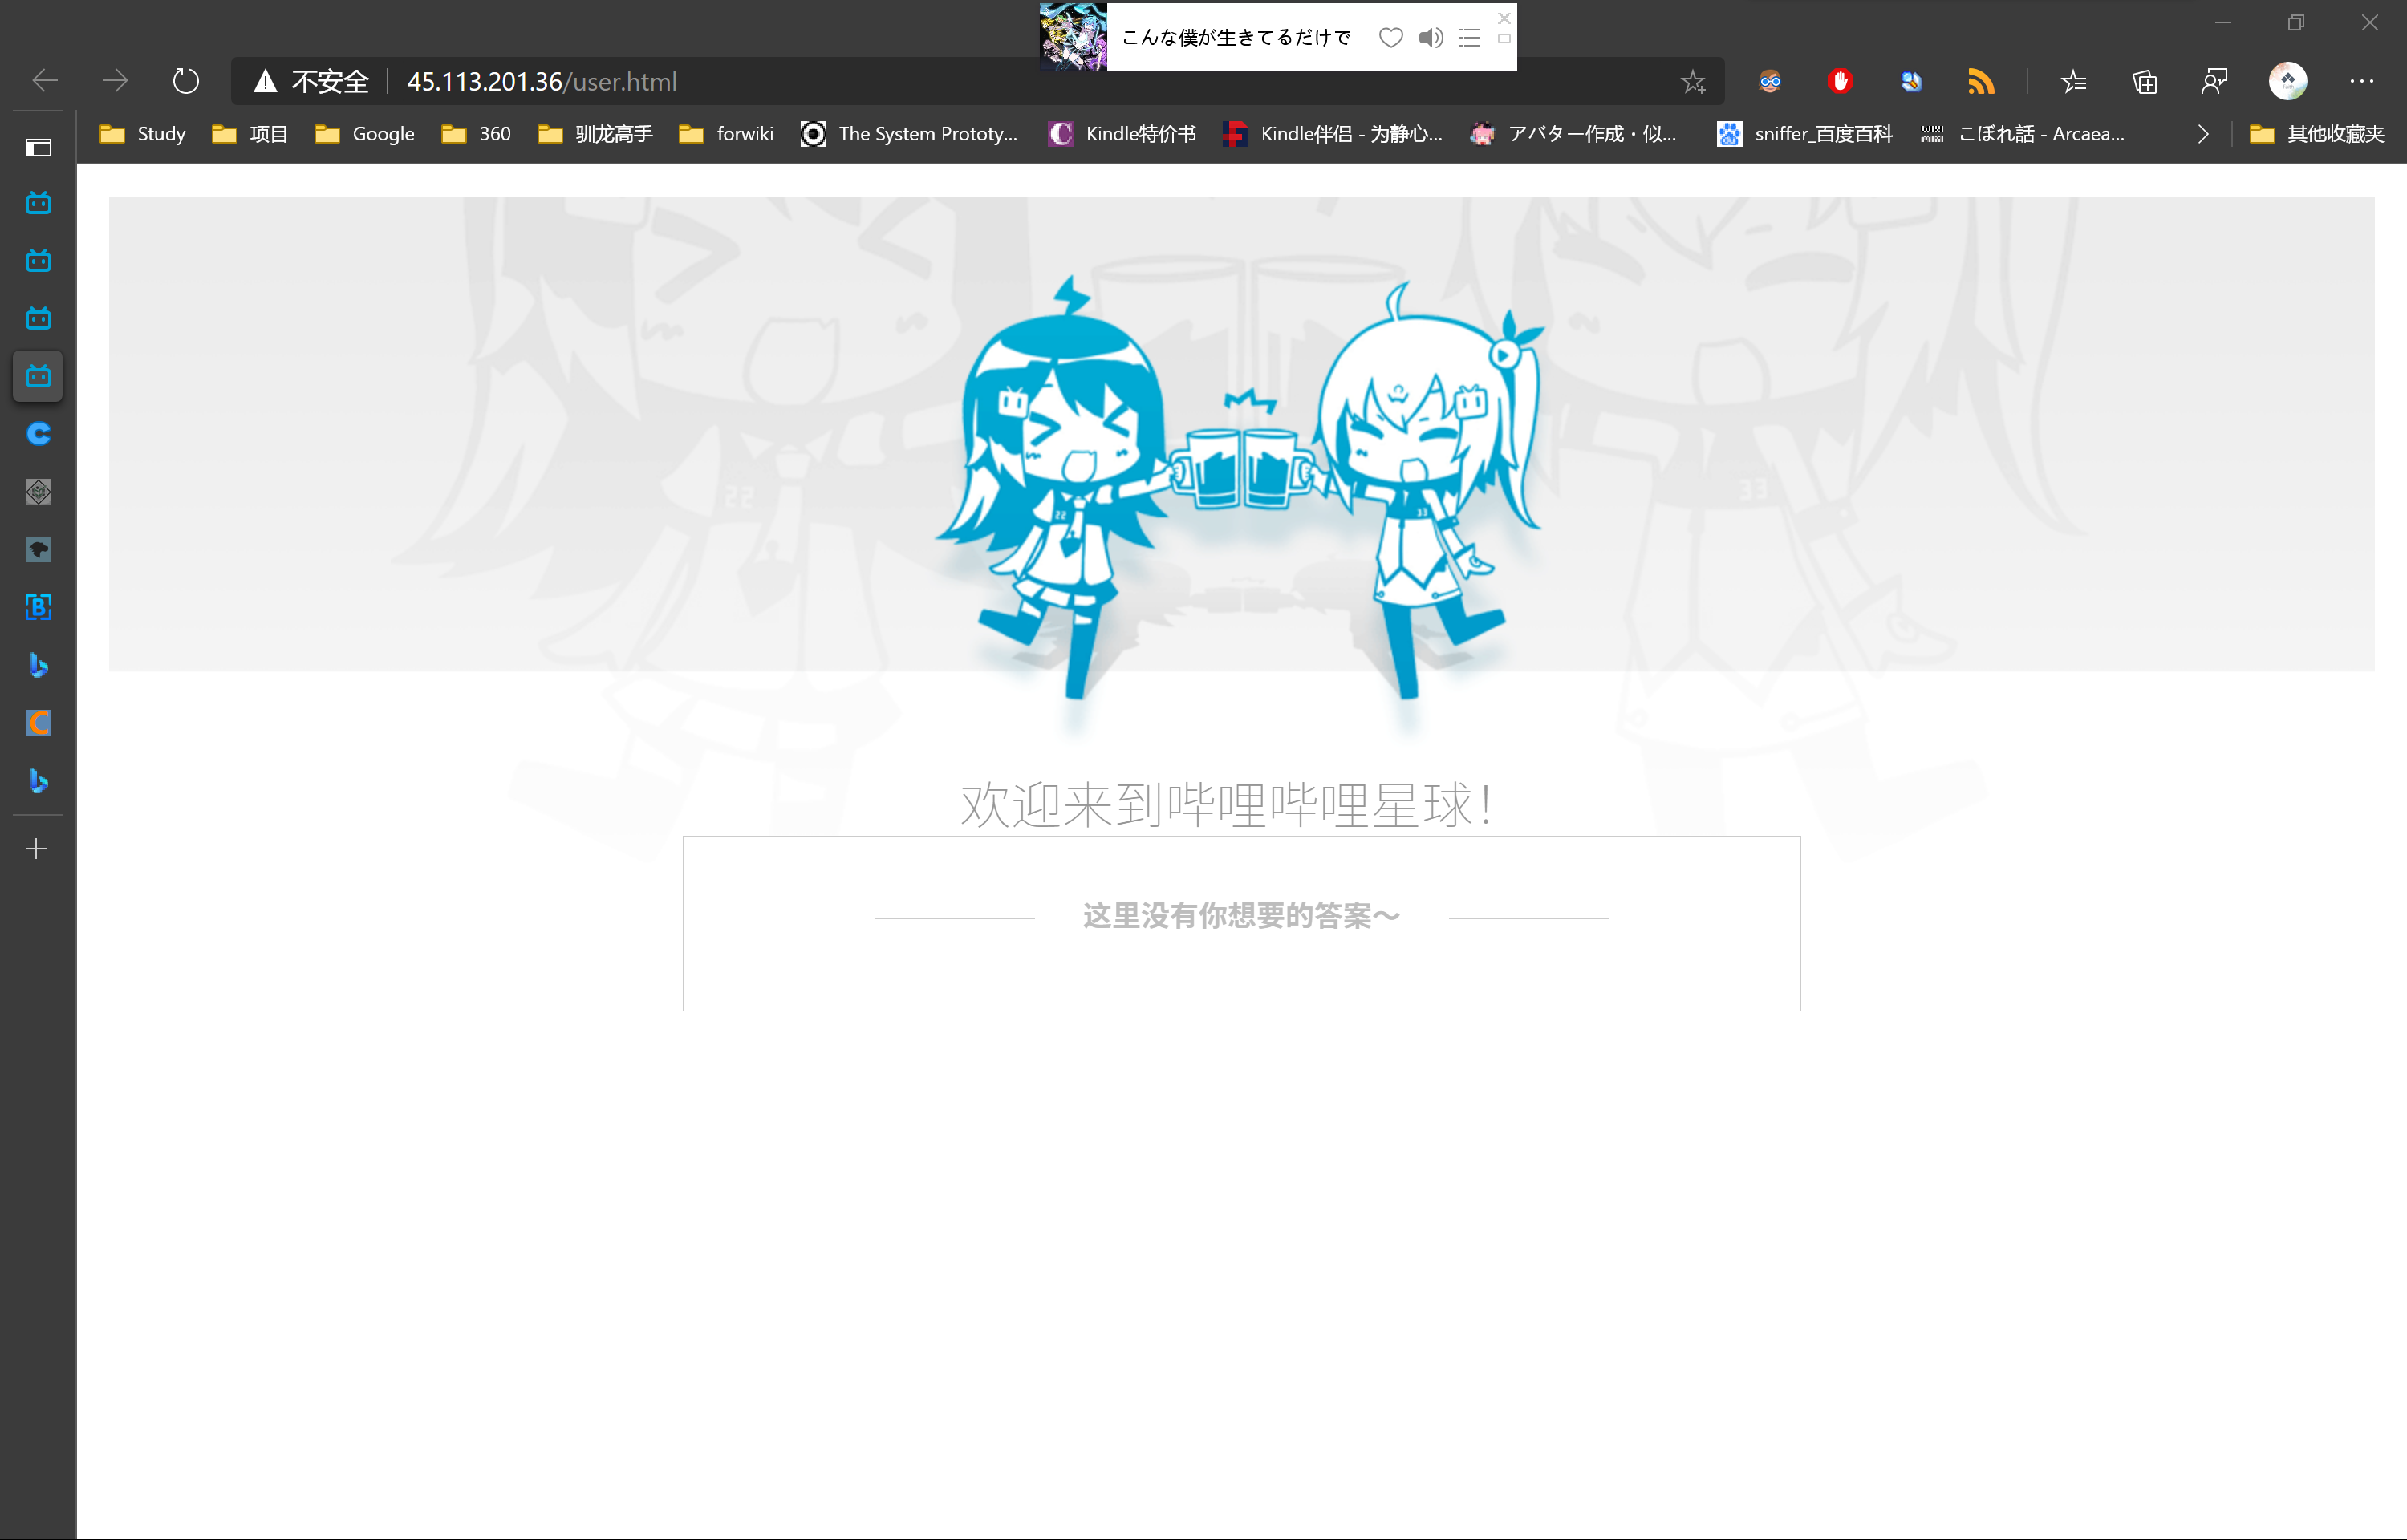 こんな僕が生きてるだけで
不安全 45.113.201.36/user.html
Study 项目 Google 360 驯龙高手 forwiki The System Prototy... Kindle特价书 Kindle伴侣 - 为静心... アバター作成・似... sniffer_百度百科 こぼれ話 - Arcaea... 其他收藏夹
22 33
22 33
欢迎来到哔哩哔哩星球！
这里没有你想要的答案～